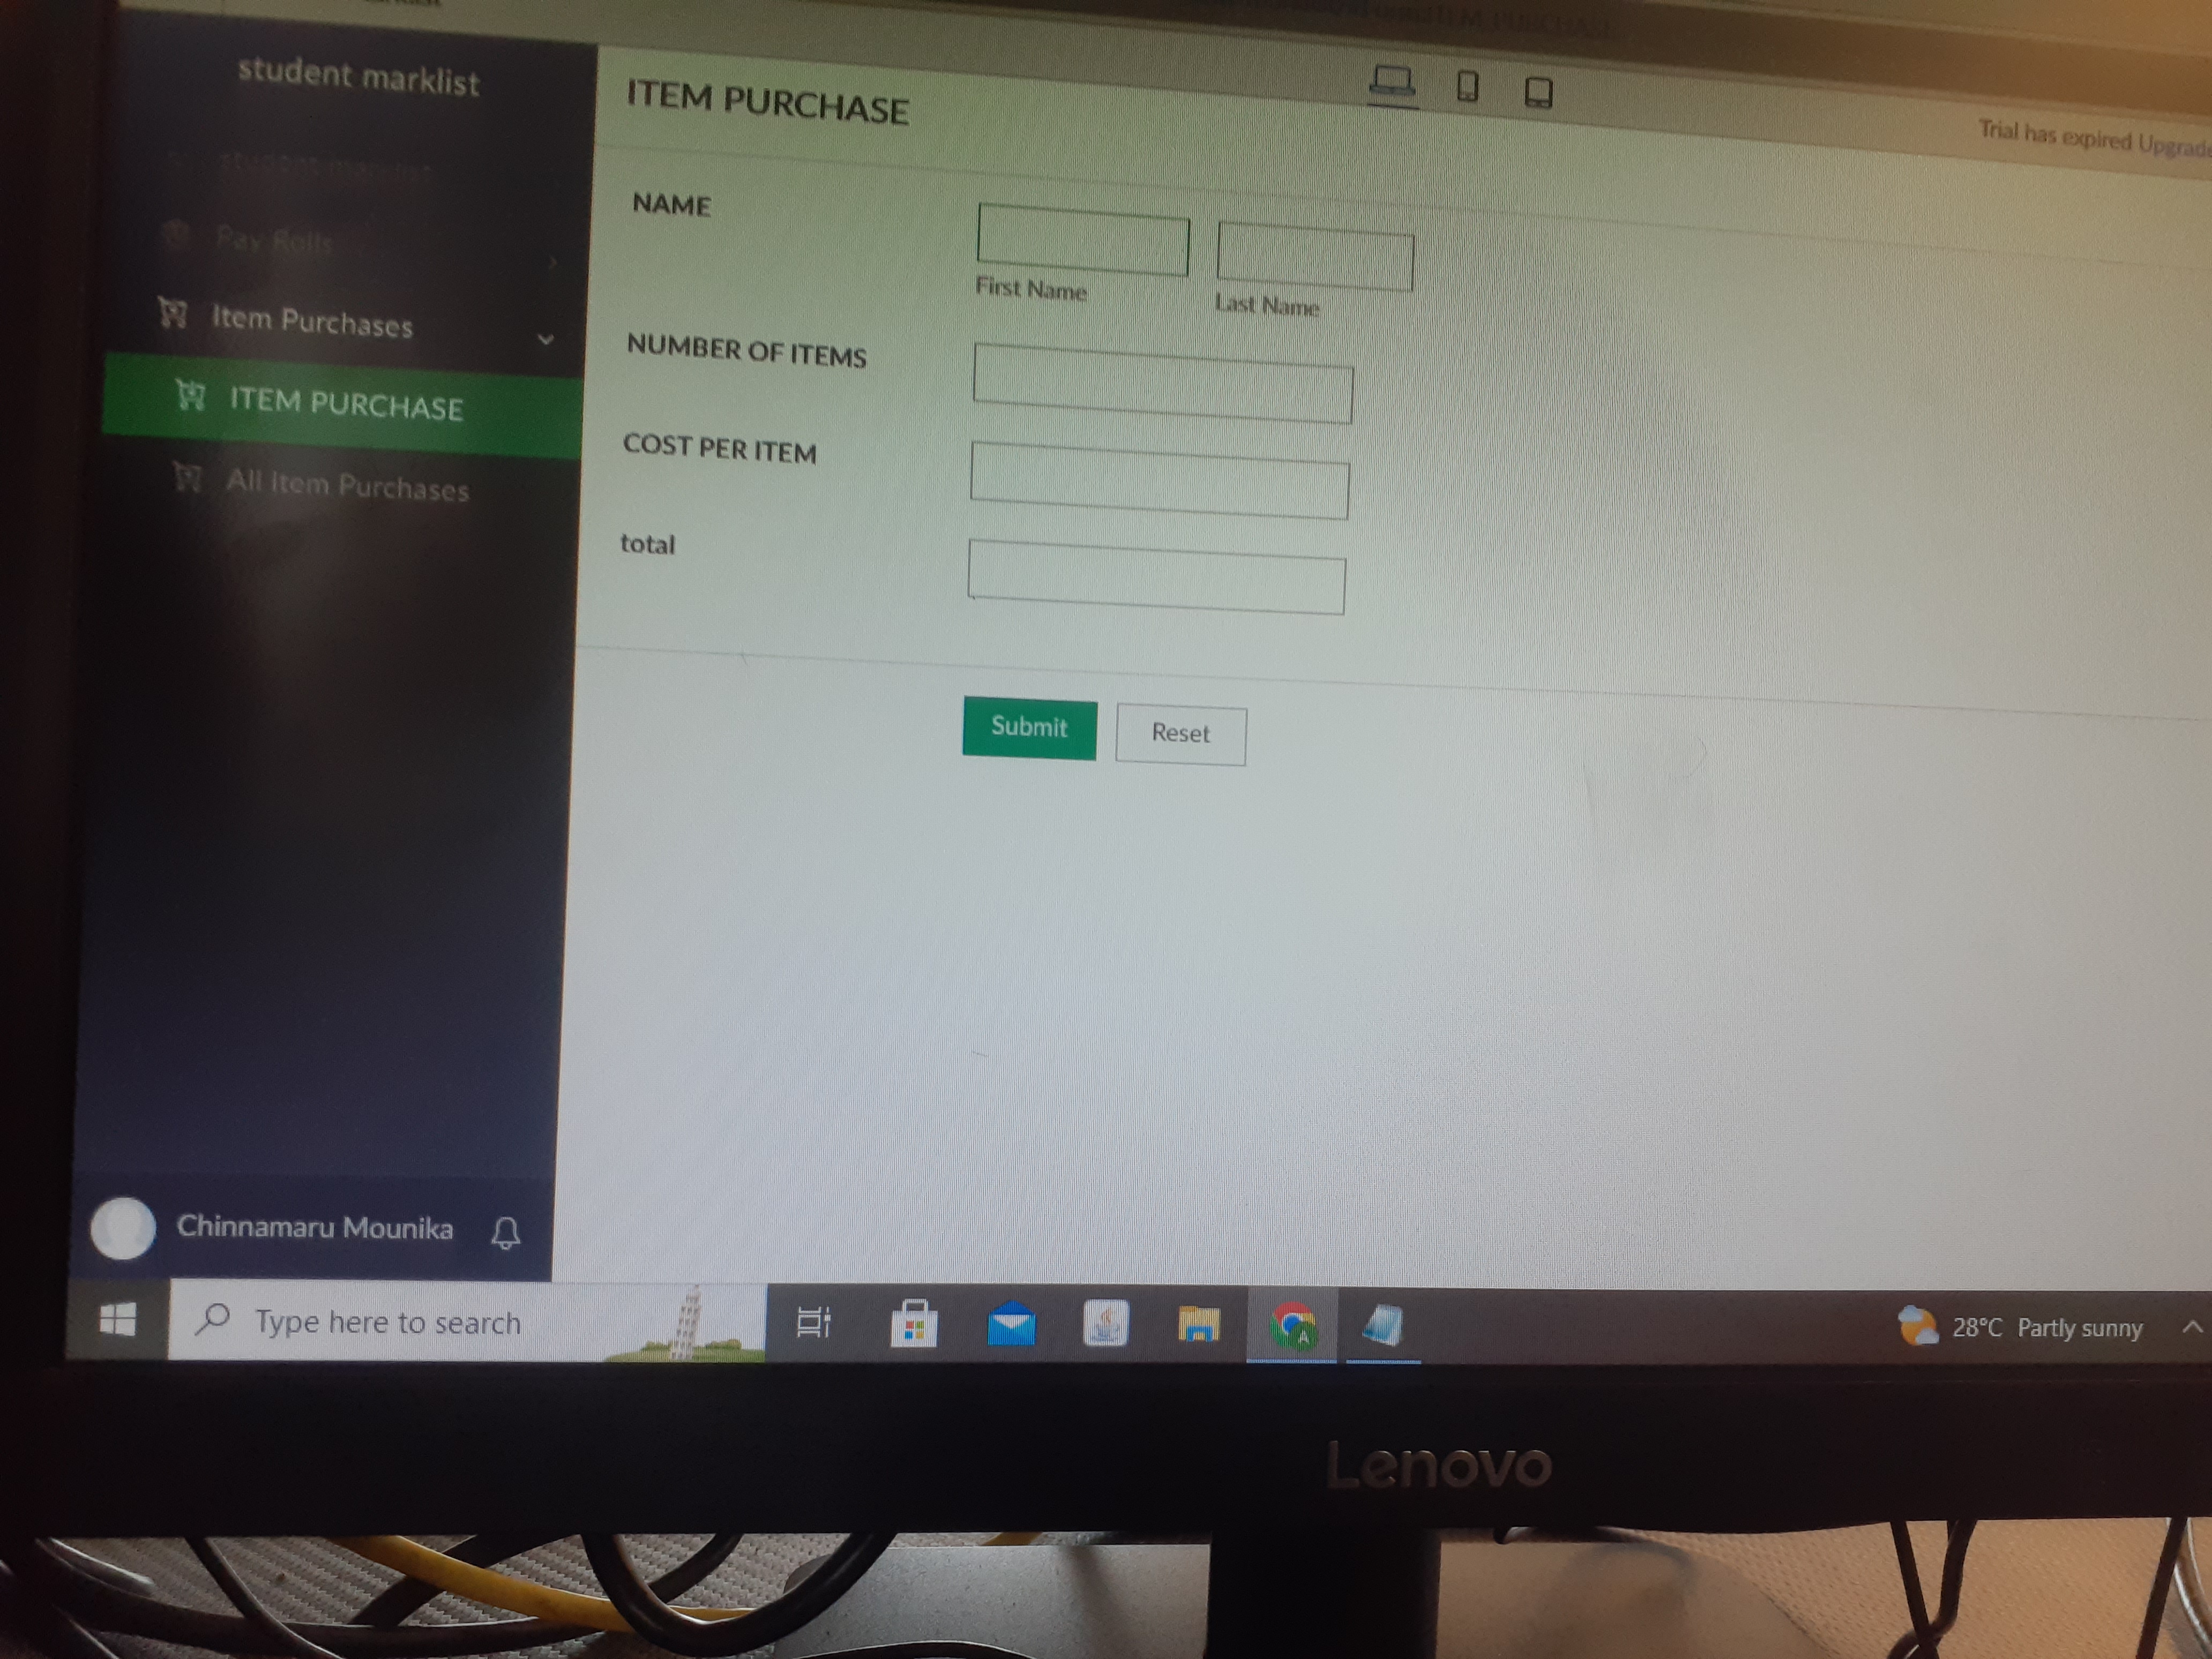 student marklist
ITEM PURCHASE
Trial has expired Upgrade
student marklist
Pay Rolls
Item Purchases
ITEM PURCHASE
All Item Purchases
NAME
First Name
Last Name
NUMBER OF ITEMS
COST PER ITEM
total
Submit
Reset
Chinnamaru Mounika
Type here to search
A
28°C Partly sunny
Lenovo